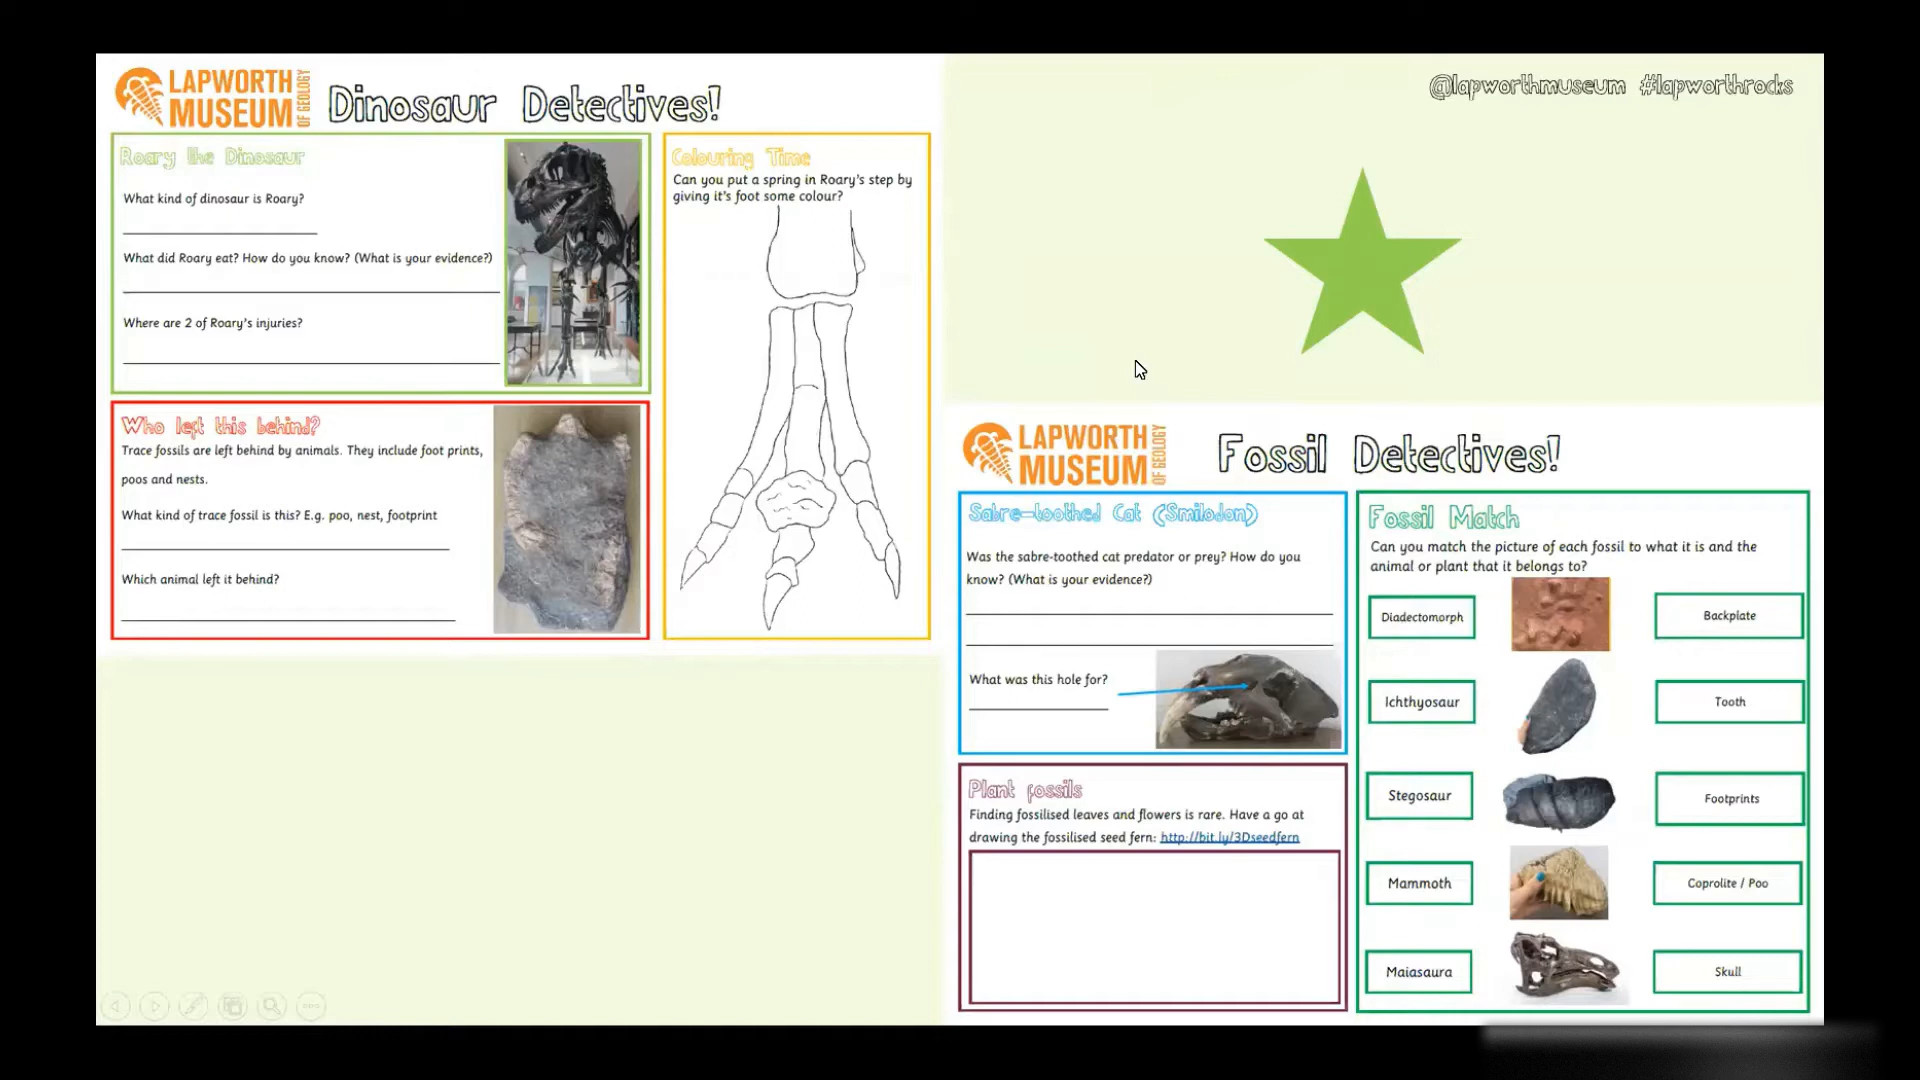 LAPWORTH
MUSEUM
OF GEOLOGY
Dinosaur Detectives!
Roary the Dinosaur
What kind of dinosaur is Roary?
What did Roary eat? How do you know? (What is your evidence?)
Where are 2 of Roary's injuries?
Colouring Time
Can you put a spring in Roary's step by
giving it's foot some colour?
Who left this behind?
Trace fossils are left behind by animals. They include foot prints,
poos and nests.
What kind of trace fossil is this? E.g. poo, nest, footprint
Which animal left it behind?
@lapworthmuseum #lapworthrocks
LAPWORTH
MUSEUM
OF GEOLOGY
Fossil Detectives!
Sabre-toothed Cat (Smilodon)
Was the sabre-toothed cat predator or prey? How do you
know? (What is your evidence?)
What was this hole for?
Plant fossils
Finding fossilised leaves and flowers is rare. Have a go at
drawing the fossilised seed fern: http://bit.ly/3Dseedfern
Fossil Match
Can you match the picture of each fossil to what it is and the
animal or plant that it belongs to?
Diadectomorph
Backplate
Ichthyosaur
Tooth
Stegosaur
Footprints
Mammoth
Coprolite / Poo
Maiasaura
Skull